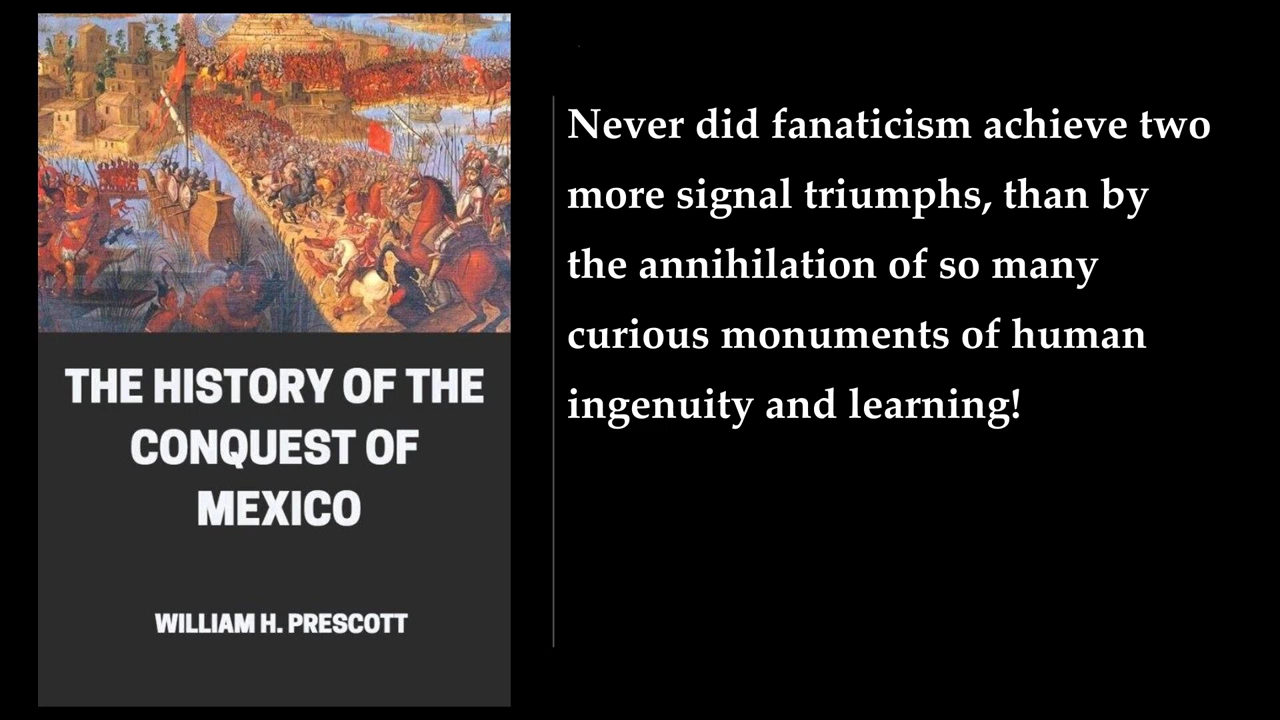 THE HISTORY OF THE
CONQUEST OF
MEXICO
WILLIAM H. PRESCOTT
Never did fanaticism achieve two
more signal triumphs, than by
the annihilation of so many
curious monuments of human
ingenuity and learning!